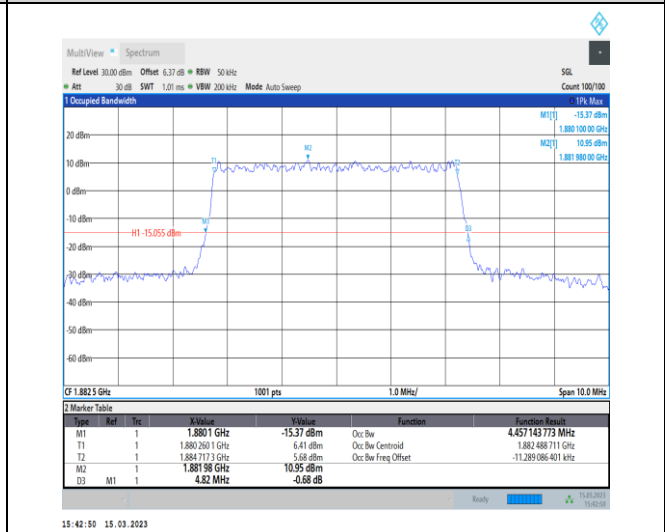 MultiView Spectrum
Ref Level 30.00 dBm Offset 6.37 dB RBW 50 kHz SGL
Att 30 dB SWT 1.01 ms VBW 200 kHz Mode Auto Sweep Count 100/100
1 Occupied Bandwidth 1Pk Max
M1[1] -15.37 dBm
1.880 100 00 GHz
M2[1] 10.95 dBm
1.881 980 00 GHz
20 dBm
M2
T1
T2
10 dBm
0 dBm
-10 dBm
M1
D3
H1 -15.055 dBm
-20 dBm
-30 dBm
-40 dBm
-50 dBm
-60 dBm
CF 1.882 5 GHz 1001 pts 1.0 MHz/ Span 10.0 MHz
2 Marker Table
Type Ref Trc X-Value Y-Value Function Function Result
M1 1 1.8801 GHz -15.37 dBm Occ Bw 4.457 143 773 MHz
T1 1 1.880 260 1 GHz 6.41 dBm Occ Bw Centroid 1.882 488 711 GHz
T2 1 1.884 717 3 GHz 5.68 dBm Occ Bw Freq Offset -11.289 086 401 kHz
M2 1 1.881 98 GHz 10.95 dBm
D3 M1 1 4.82 MHz -0.68 dB
Ready 15.03.2023
15:42:50
15:42:50 15.03.2023